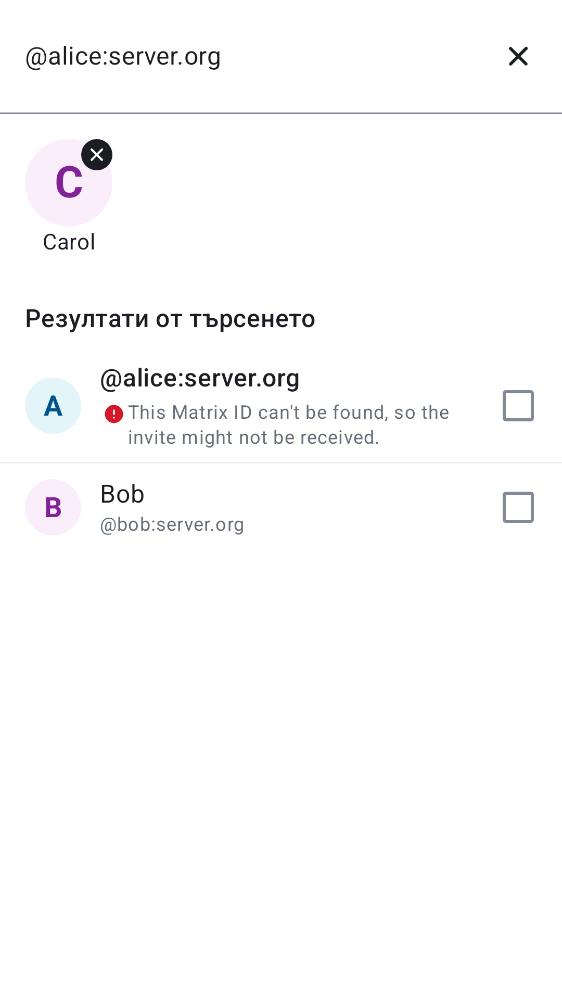 @alice:server.org
C
Carol
Резултати от търсенето
A
@alice:server.org
This Matrix ID can't be found, so the
invite might not be received.
B
Bob
@bob:server.org